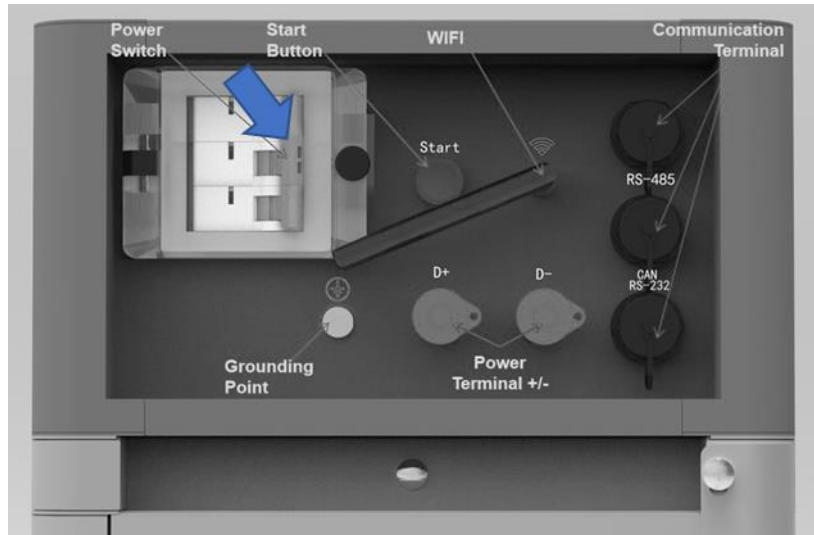 Power
Switch
Start
Button
WIFI
Communication
Terminal
Start
RS-485
D+
D-
CAN
RS-232
Grounding
Point
Power
Terminal +/-